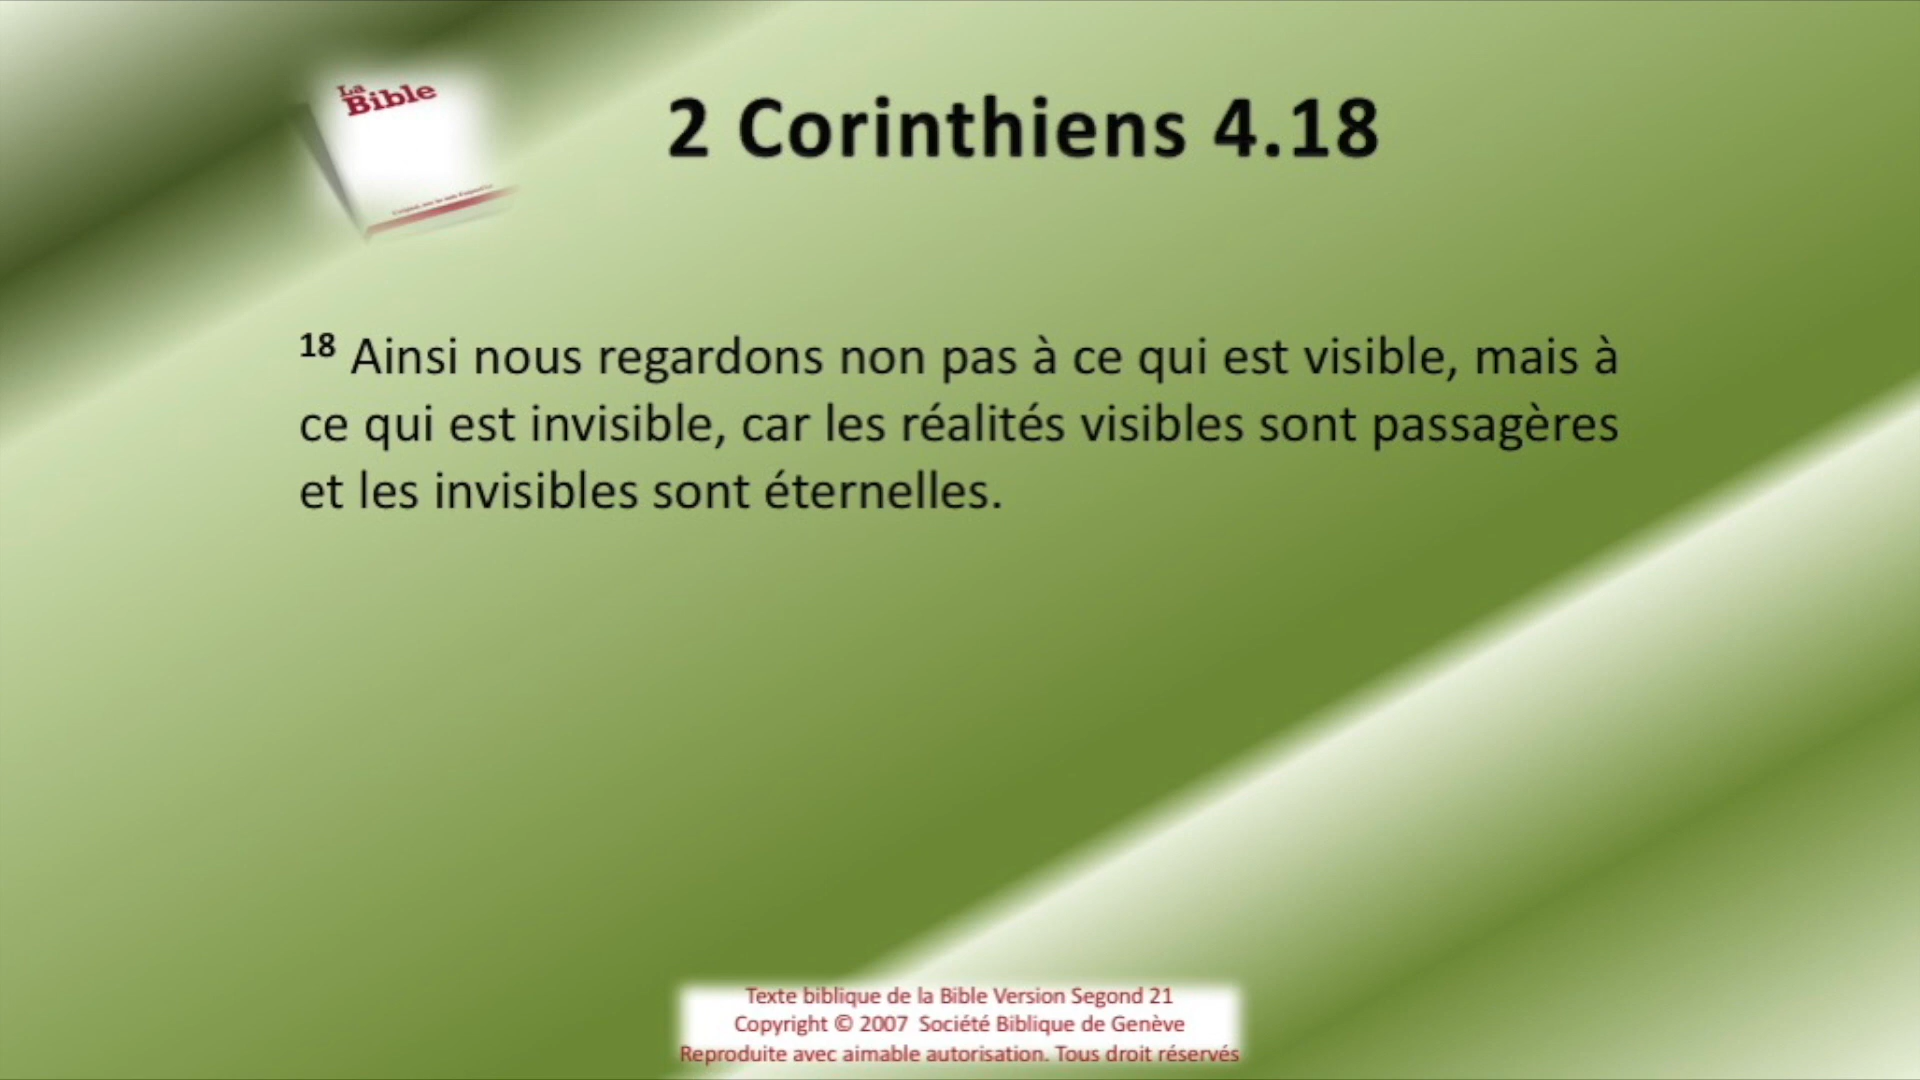 La
Bible
2 Corinthiens 4.18
18 Ainsi nous regardons non pas à ce qui est visible, mais à
ce qui est invisible, car les réalités visibles sont passagères
et les invisibles sont éternelles.
Texte biblique de la Bible Version Segond 21
Copyright © 2007 Société Biblique de Genève
Reproduite avec aimable autorisation. Tous droit réservés